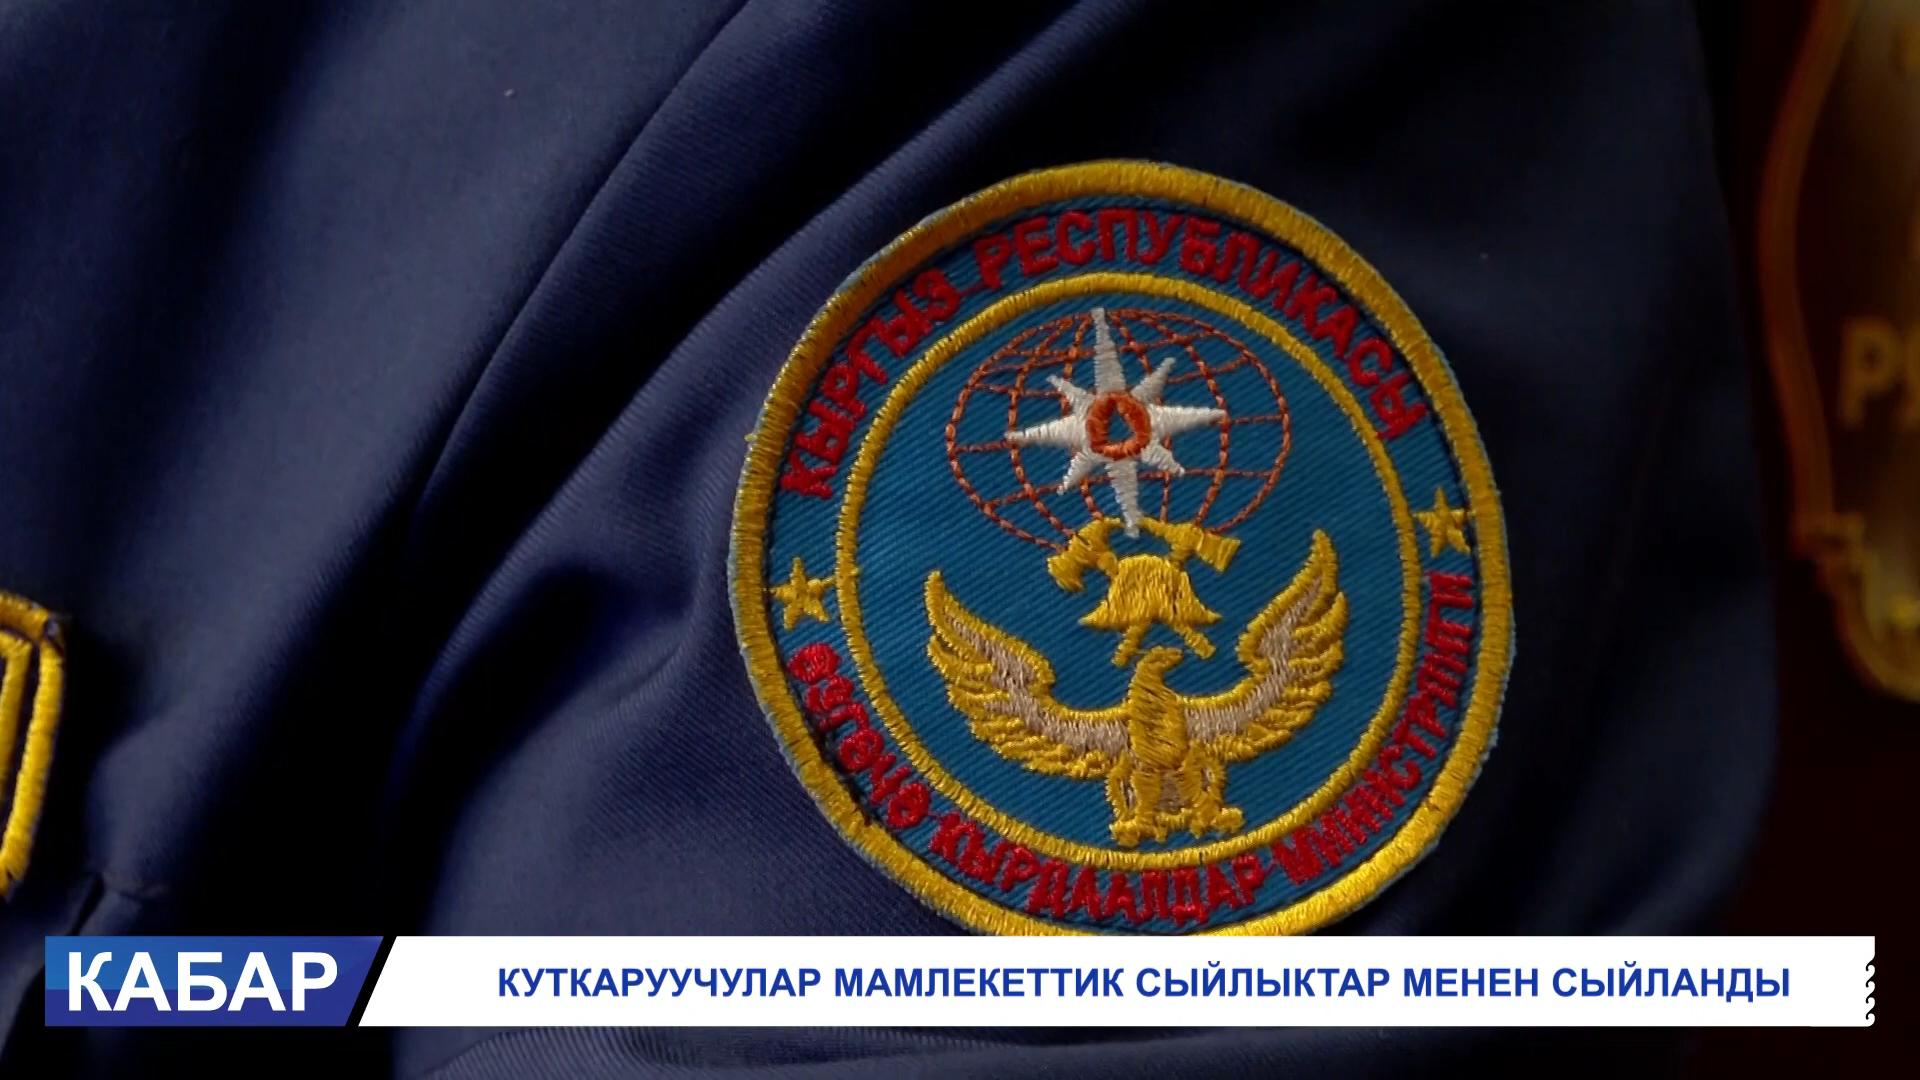 КЫРГЫЗ РЕСПУБЛИКАСЫ
ӨЗГӨЧӨ КЫРДААЛДАР МИНИСТРЛИГИ
КАБАР
КУТКАРУУЧУЛАР МАМЛЕКЕТТИК СЫЙЛЫКТАР МЕНЕН СЫЙЛАНДЫ